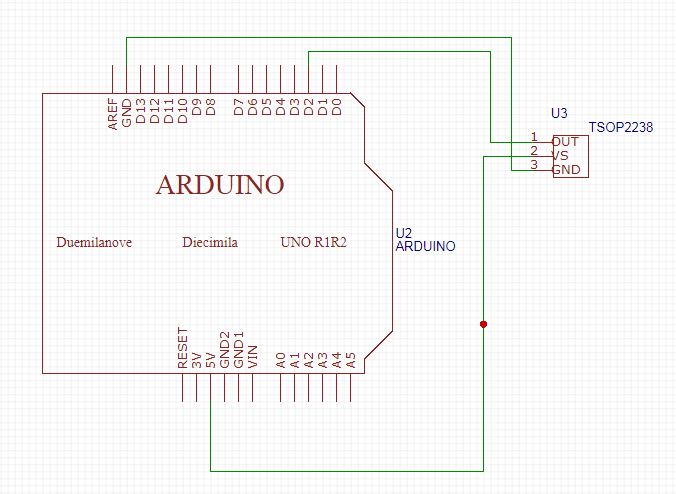 AREF GND D13 D12 D11 D10 D9 D8 D7 D6 D5 D4 D3 D2 D1 D0
U3
TSOP2238
1 OUT
2 VS
3 GND
ARDUINO
Duemilanove Diecimila UNO R1R2
U2
ARDUINO
RESET 3V 5V GND2 GND1 VIN A0 A1 A2 A3 A4 A5